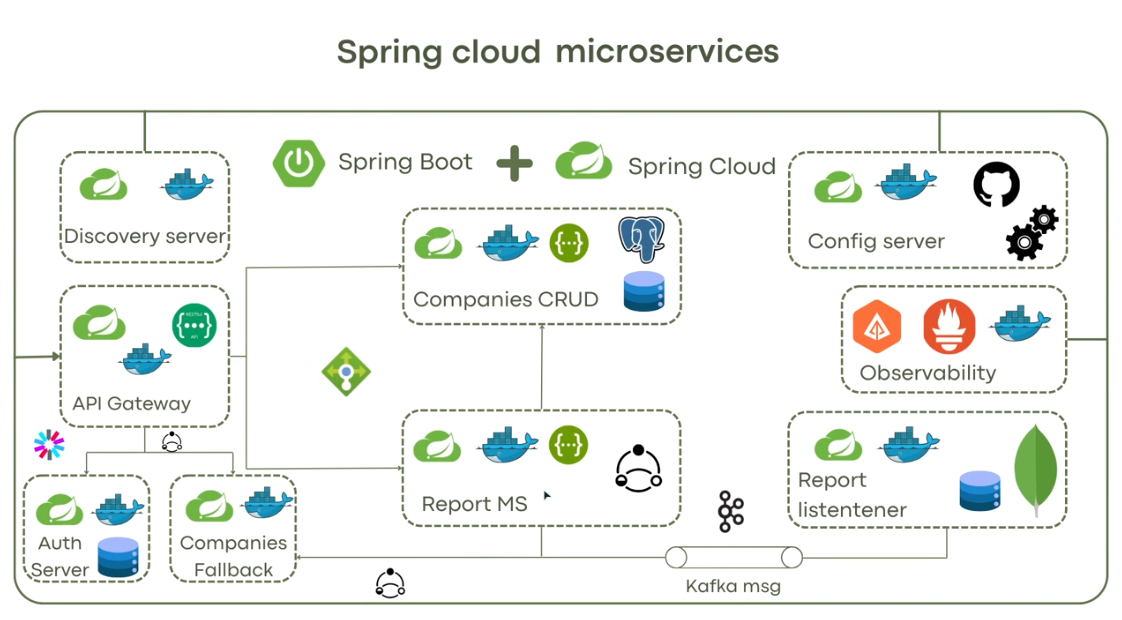 Spring cloud microservices
Spring Boot
Spring Cloud
Discovery server
Config server
Companies CRUD
API Gateway
Observability
Report MS
Report
listentener
Auth
Server
Companies
Fallback
Kafka msg